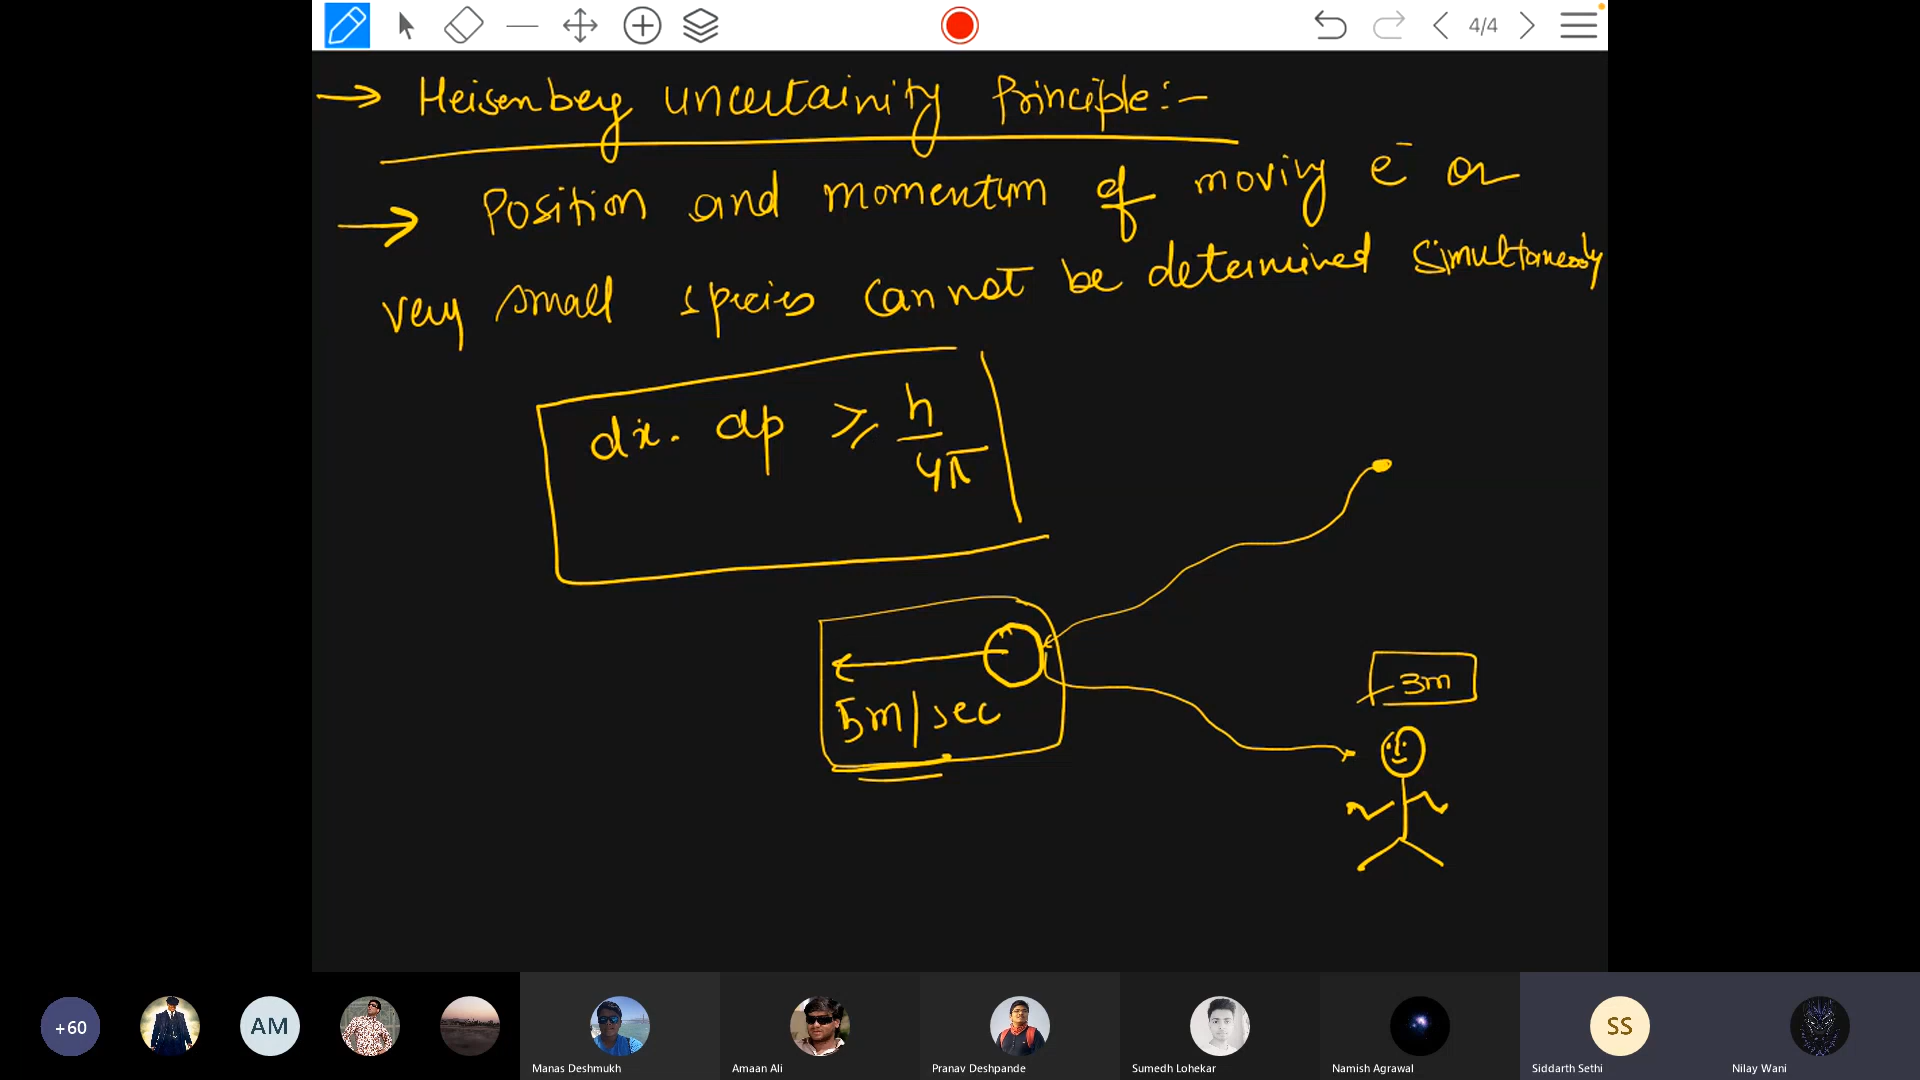 4/4
→ Heisenberg uncertainity Principle:-
→ Position and momentum of moving e⁻ or
very small species cannot be determined simultaneously
dx. dp ≥ h/4π
5m/sec
3m
+60
AM
SS
Manas Deshmukh
Amaan Ali
Pranav Deshpande
Sumedh Lohekar
Namish Agrawal
Siddarth Sethi
Nilay Wani